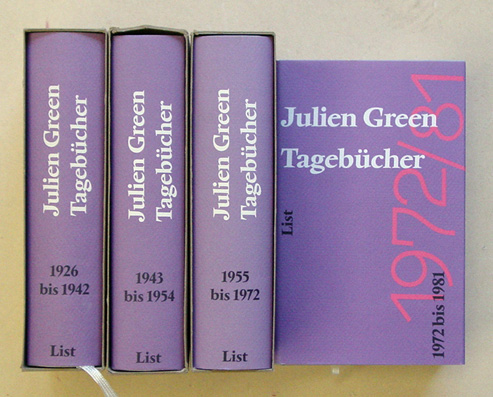 Julien Green
Tagebücher
1926
bis 1942
List
Julien Green
Tagebücher
1943
bis 1954
List
Julien Green
Tagebücher
1955
bis 1972
List
Julien Green
Tagebücher
1972/81
List
1972 bis 1981